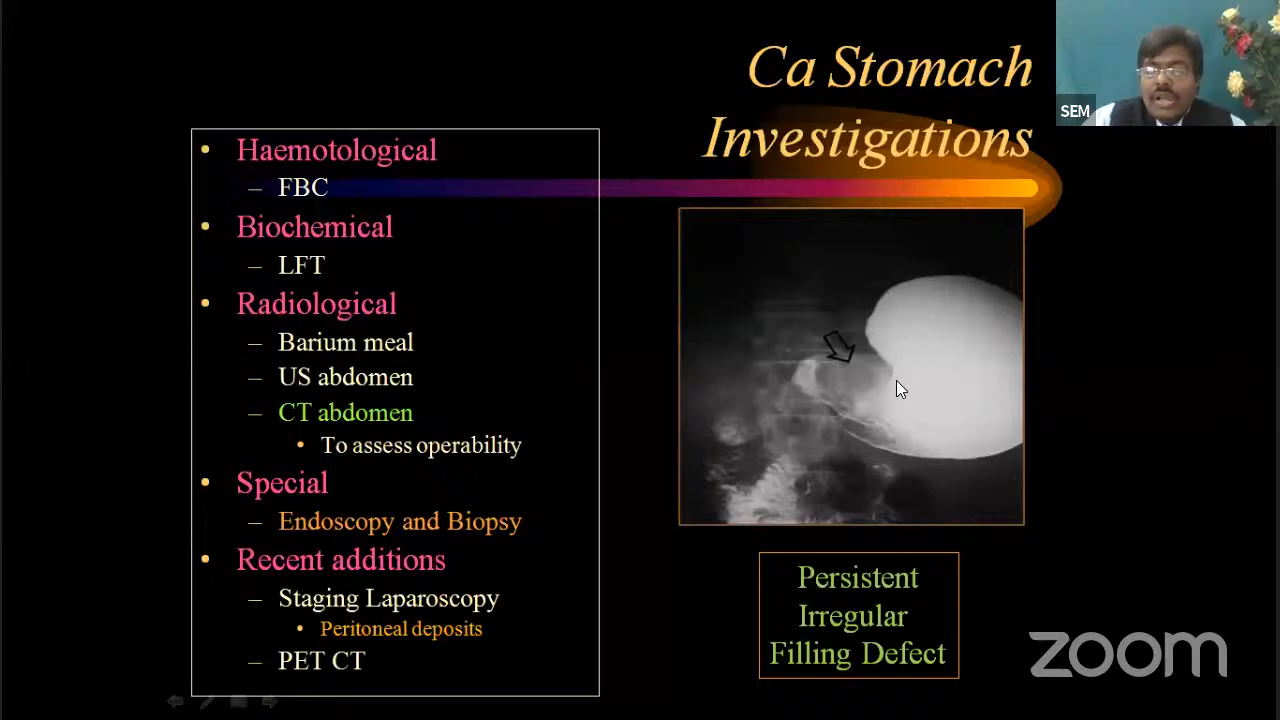 Ca Stomach
Investigations
SEM
• Haemotological
– FBC
• Biochemical
– LFT
• Radiological
– Barium meal
– US abdomen
– CT abdomen
• To assess operability
• Special
– Endoscopy and Biopsy
• Recent additions
– Staging Laparoscopy
• Peritoneal deposits
– PET CT
Persistent
Irregular
Filling Defect
zoom